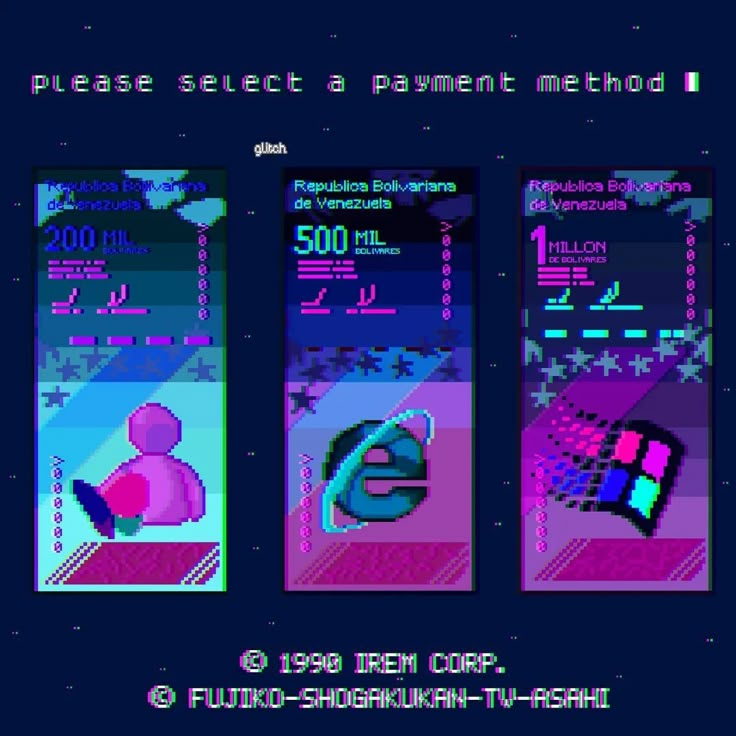 please select a payment method
glitch
Republica Bolivariana
de Venezuela
200 MIL
BOLIVARES
Republica Bolivariana
de Venezuela
500 MIL
BOLIVARES
Republica Bolivariana
de Venezuela
1 MILLON
DE BOLIVARES
© 1990 IREM CORP.
© FUJIKO-SHOGAKUKAN-TV-ASAHI